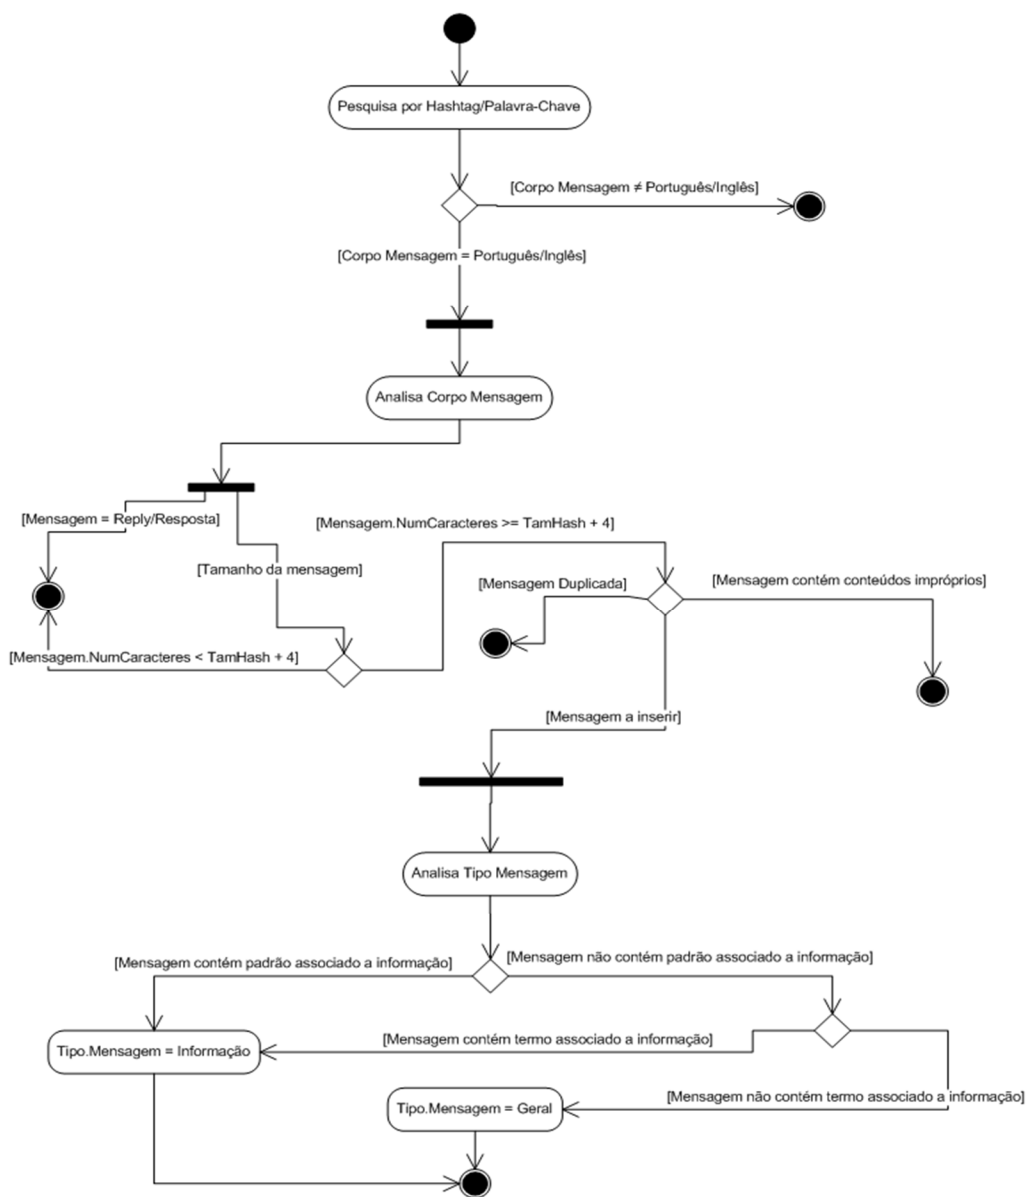 Pesquisa por Hashtag/Palavra-Chave
[Corpo Mensagem ≠ Português/Inglês]
[Corpo Mensagem = Português/Inglês]
Analisa Corpo Mensagem
[Mensagem = Reply/Resposta]
[Mensagem.NumCaracteres >= TamHash + 4]
[Tamanho da mensagem]
[Mensagem Duplicada]
[Mensagem contém conteúdos impróprios]
[Mensagem.NumCaracteres < TamHash + 4]
[Mensagem a inserir]
Analisa Tipo Mensagem
[Mensagem contém padrão associado a informação]
[Mensagem não contém padrão associado a informação]
Tipo.Mensagem = Informação
[Mensagem contém termo associado a informação]
[Mensagem não contém termo associado a informação]
Tipo.Mensagem = Geral